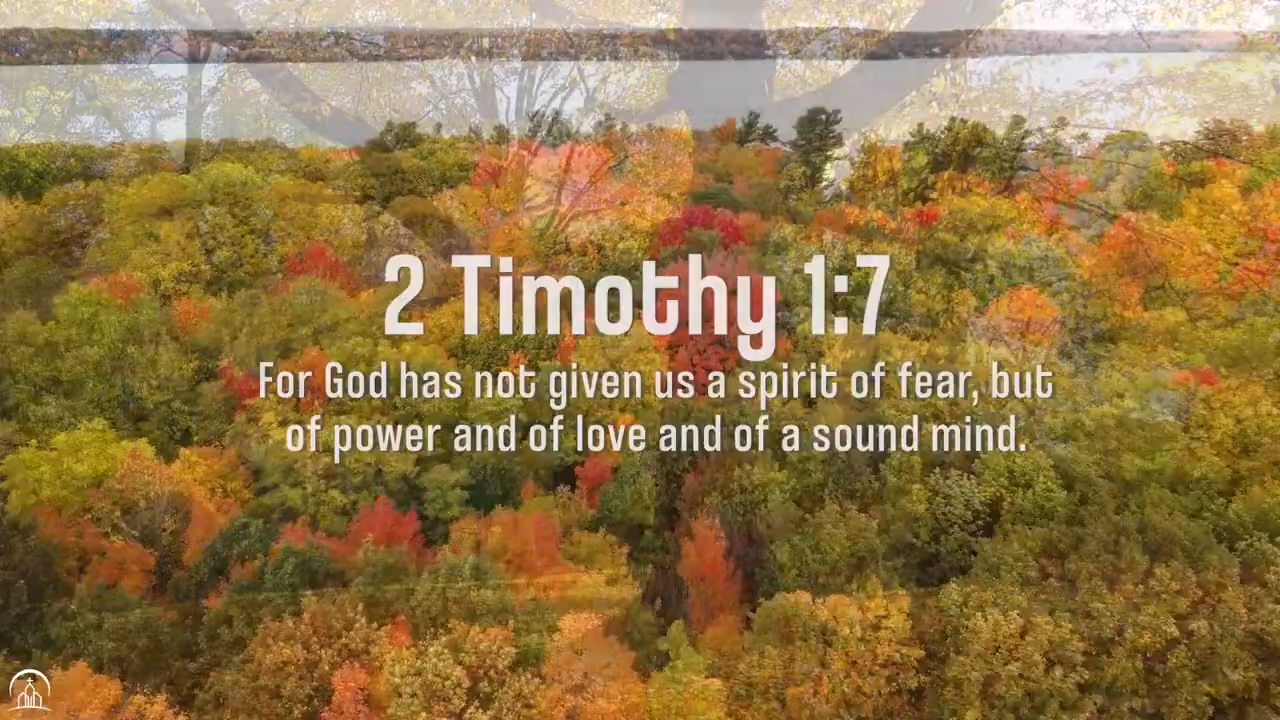 2 Timothy 1:7
For God has not given us a spirit of fear, but
of power and of love and of a sound mind.